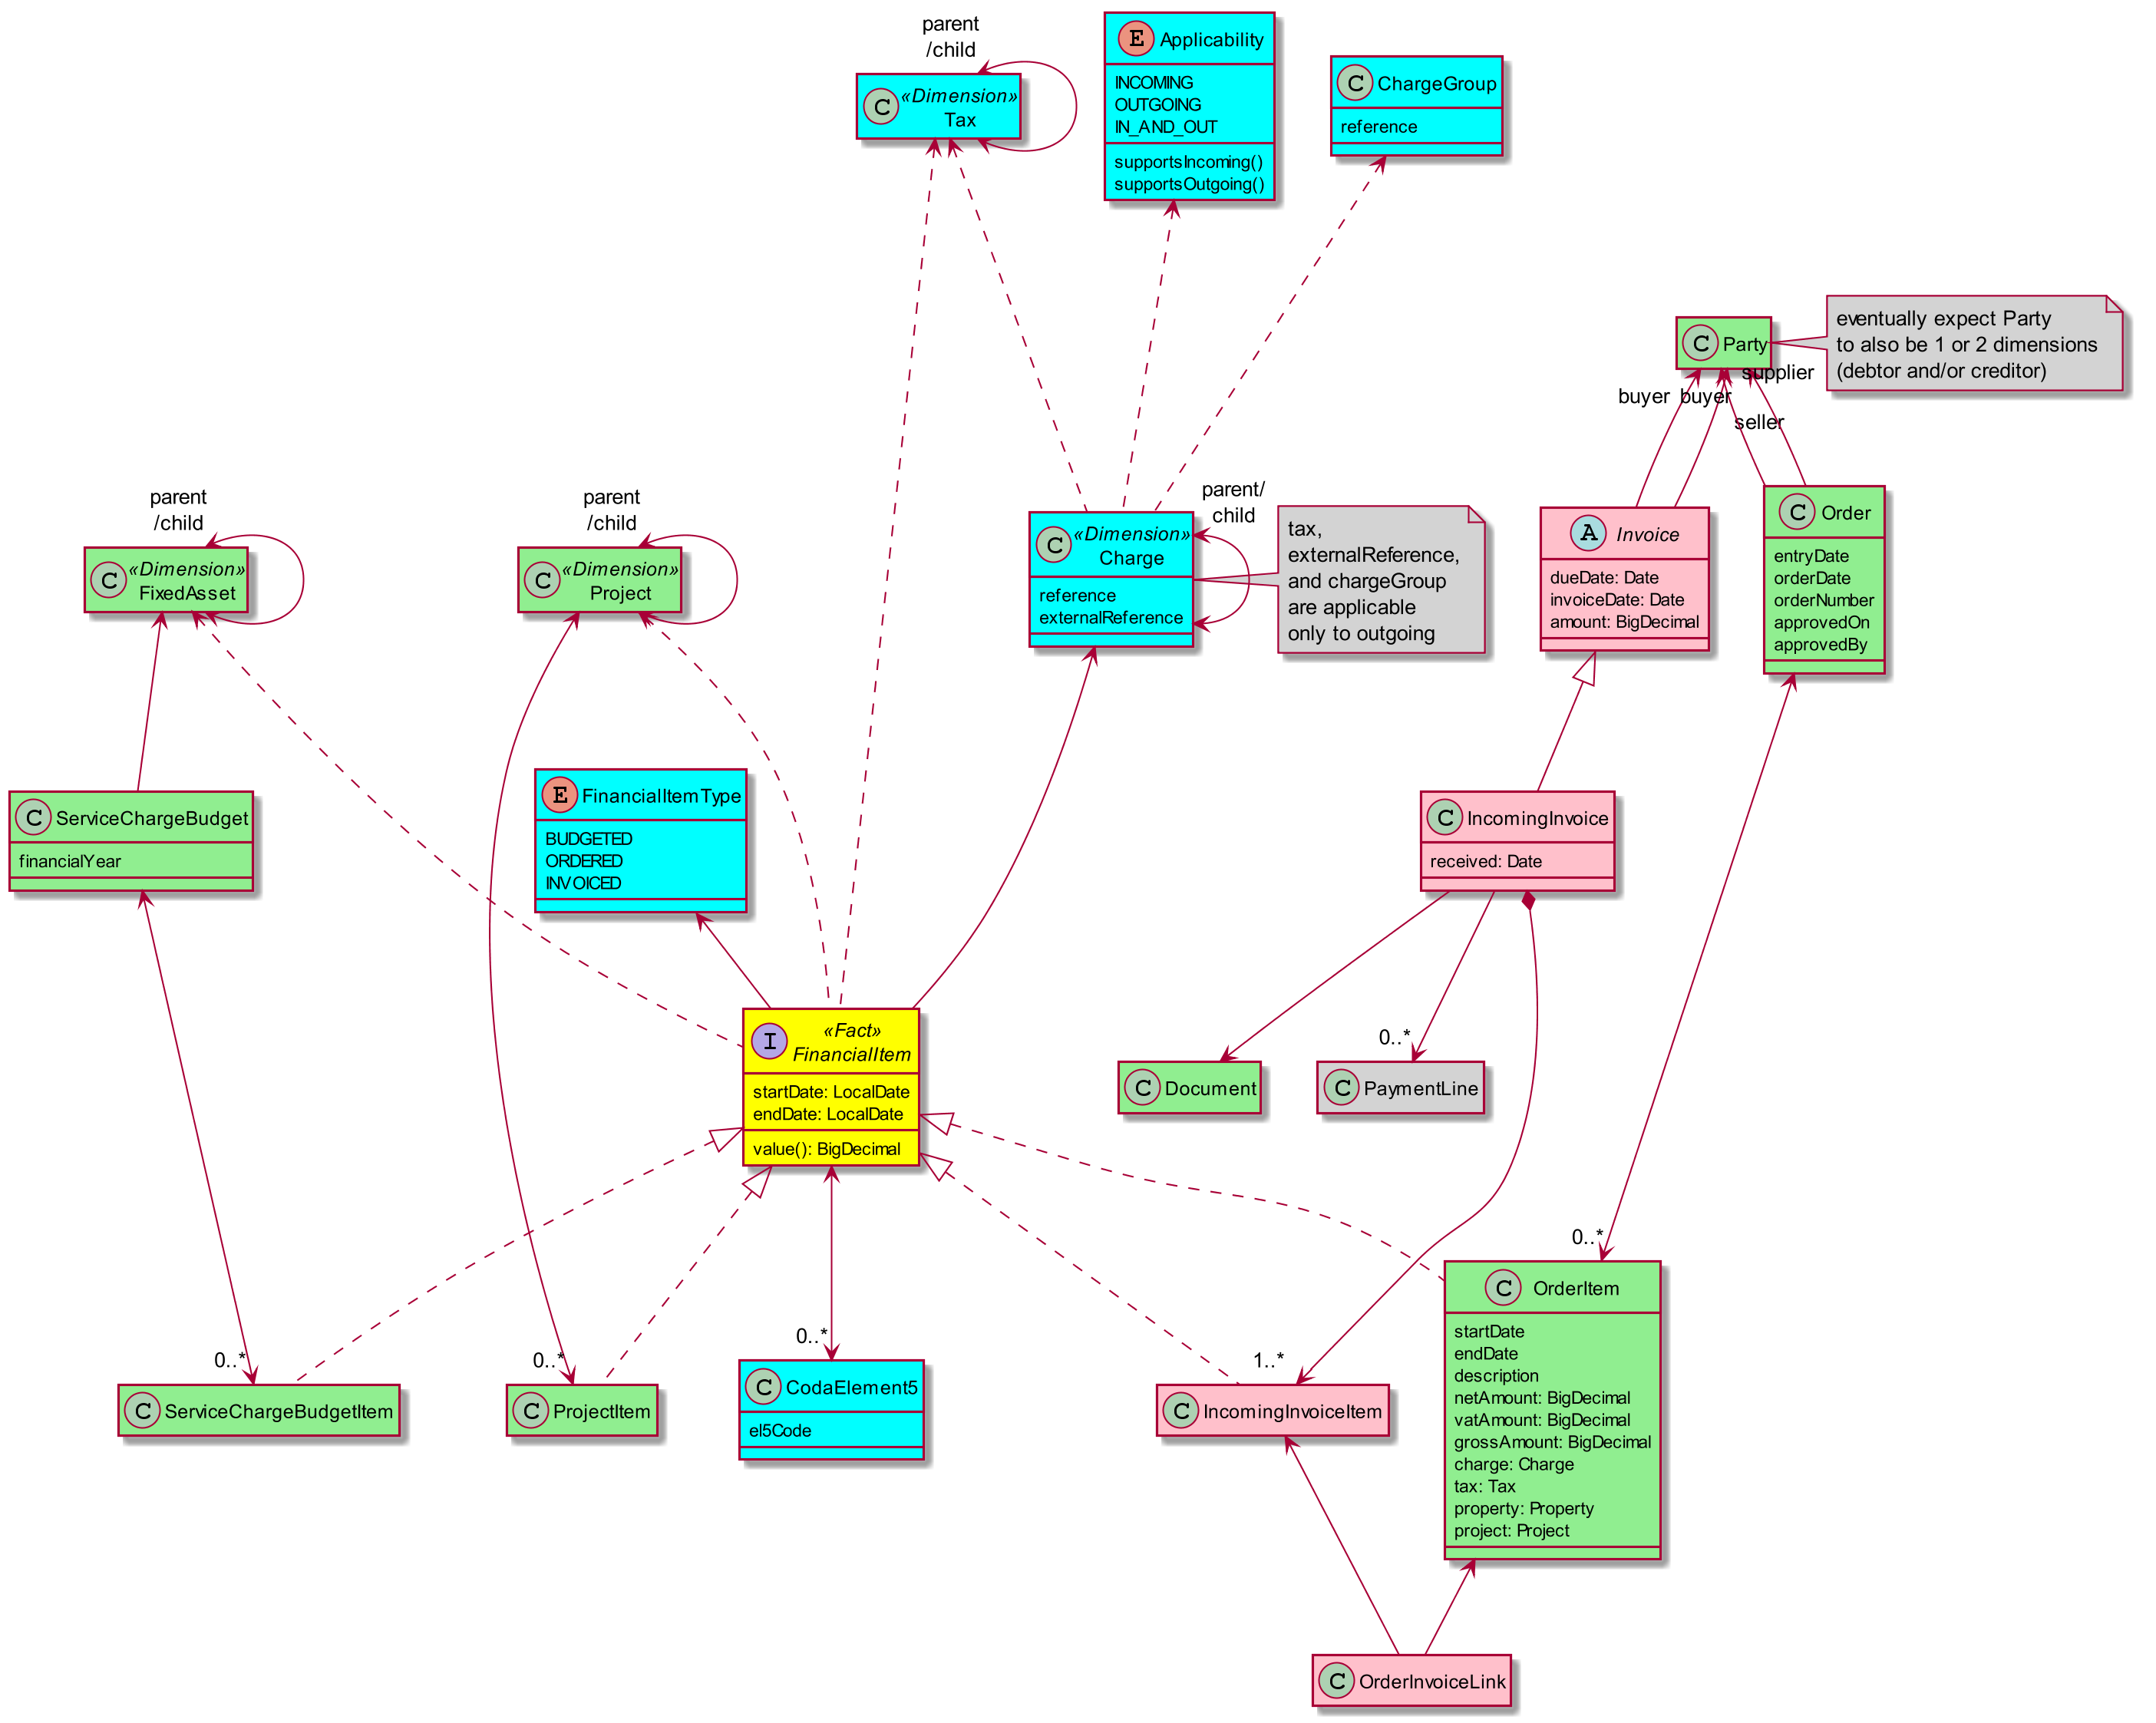 parent
/child
«Dimension»
C
Tax
E Applicability
INCOMING
OUTGOING
IN_AND_OUT
supportsIncoming()
supportsOutgoing()
C ChargeGroup
reference
C Party
eventually expect Party
to also be 1 or 2 dimensions
(debtor and/or creditor)
buyer
buyer
supplier
seller
parent
/child
«Dimension»
C
FixedAsset
parent
/child
«Dimension»
C
Project
«Dimension»
C
Charge
reference
externalReference
parent/
child
tax,
externalReference,
and chargeGroup
are applicable
only to outgoing
A Invoice
dueDate: Date
invoiceDate: Date
amount: BigDecimal
C Order
entryDate
orderDate
orderNumber
approvedOn
approvedBy
C ServiceChargeBudget
financialYear
E FinancialItemType
BUDGETED
ORDERED
INVOICED
C IncomingInvoice
received: Date
«Fact»
I
FinancialItem
startDate: LocalDate
endDate: LocalDate
value(): BigDecimal
C Document
0..*
C PaymentLine
0..*
C ServiceChargeBudgetItem
0..*
C ProjectItem
0..*
C CodaElement5
el5Code
1..*
C IncomingInvoiceItem
0..*
C OrderItem
startDate
endDate
description
netAmount: BigDecimal
vatAmount: BigDecimal
grossAmount: BigDecimal
charge: Charge
tax: Tax
property: Property
project: Project
C OrderInvoiceLink